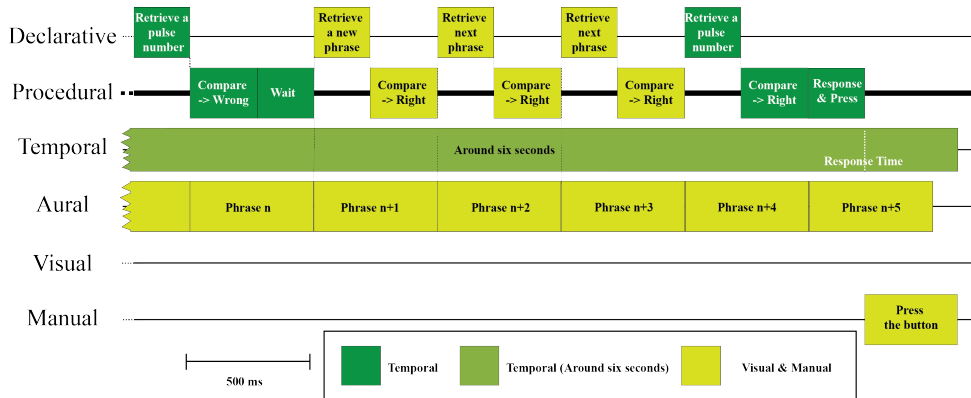 Declarative
Retrieve a
pulse
number
Retrieve
a new
phrase
Retrieve
next
phrase
Retrieve
next
phrase
Retrieve a
pulse
number
Procedural
Compare
-> Wrong
Wait
Compare
-> Right
Compare
-> Right
Compare
-> Right
Compare
-> Right
Response
& Press
Temporal
Around six seconds
Response Time
Aural
Phrase n
Phrase n+1
Phrase n+2
Phrase n+3
Phrase n+4
Phrase n+5
Visual
Manual
Press
the button
500 ms
Temporal
Temporal (Around six seconds)
Visual & Manual